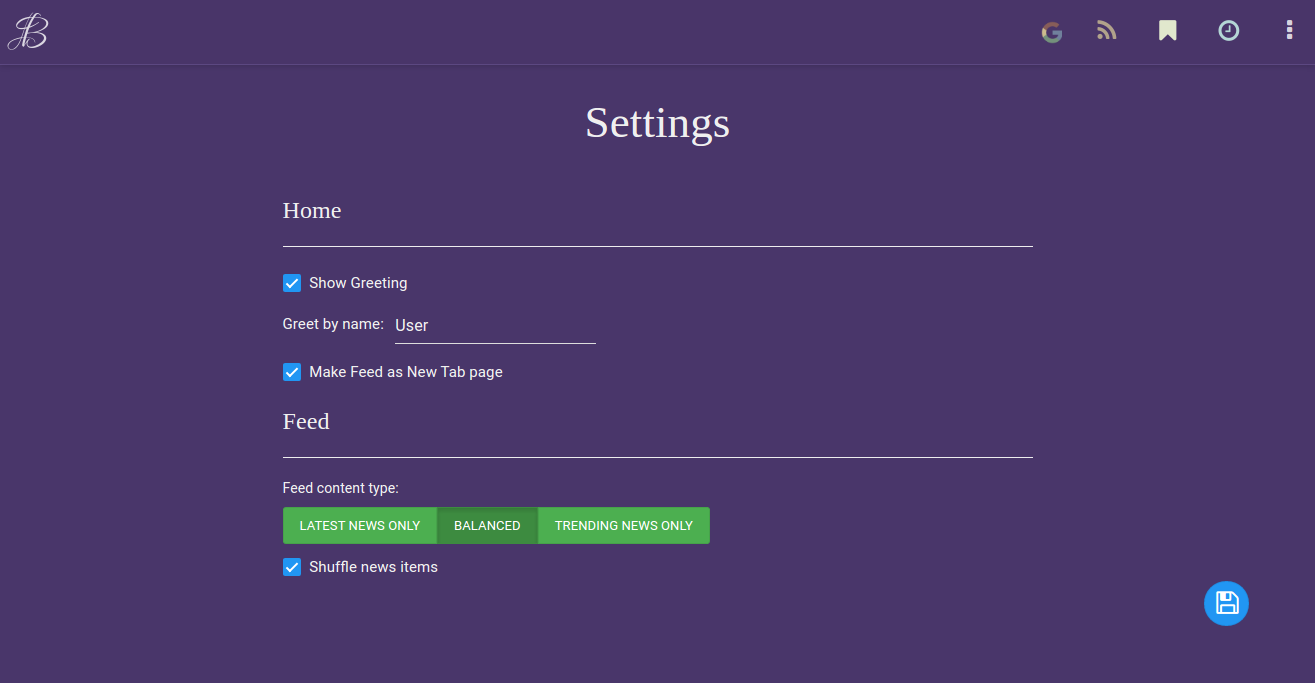 B
G
Settings
Home
Show Greeting
Greet by name: User
Make Feed as New Tab page
Feed
Feed content type:
LATEST NEWS ONLY BALANCED TRENDING NEWS ONLY
Shuffle news items